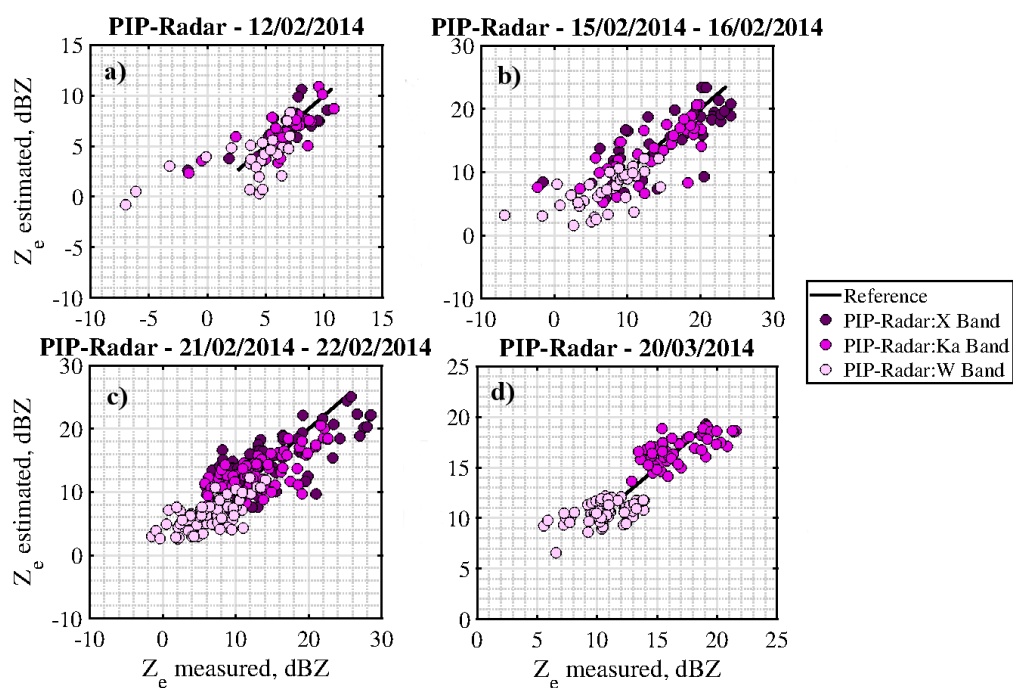 PIP-Radar - 12/02/2014
PIP-Radar - 15/02/2014 - 16/02/2014
a)
b)
15
10
5
0
-5
-10
Z_e estimated, dBZ
-10 -5 0 5 10 15
30
20
10
0
-10
-10 0 10 20 30
Reference
PIP-Radar:X Band
PIP-Radar:Ka Band
PIP-Radar:W Band
PIP-Radar - 21/02/2014 - 22/02/2014
PIP-Radar - 20/03/2014
c)
d)
30
20
10
0
-10
Z_e estimated, dBZ
-10 0 10 20 30
Z_e measured, dBZ
25
20
15
10
5
0
0 5 10 15 20 25
Z_e measured, dBZ